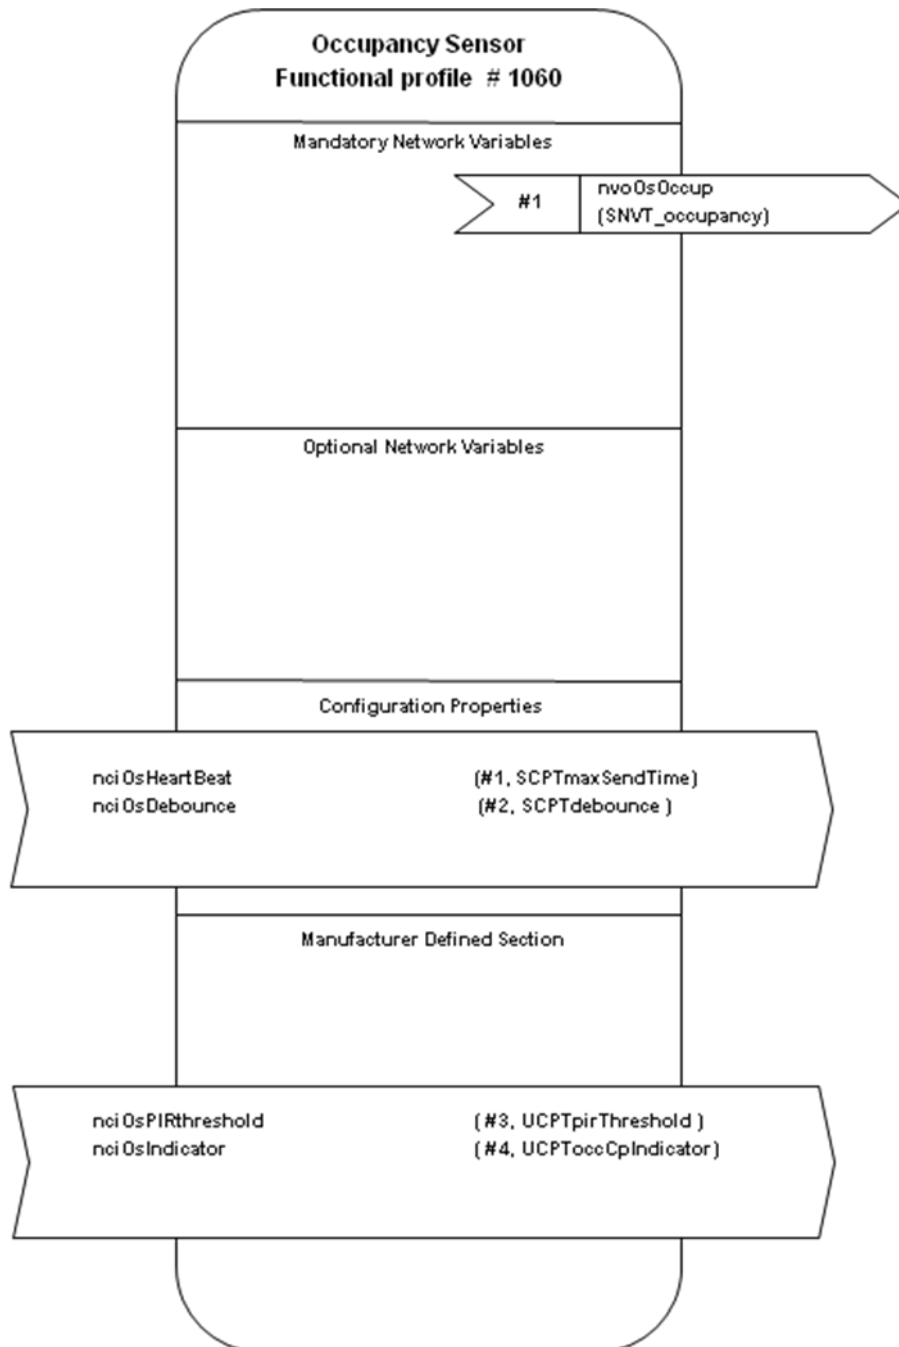 Occupancy Sensor
Functional profile # 1060
Mandatory Network Variables
#1
nvoOsOccup
(SNVT_occupancy)
Optional Network Variables
Configuration Properties
nciOsHeartBeat (#1, SCPTmaxSendTime)
nciOsDebounce (#2, SCPTdebounce )
Manufacturer Defined Section
nciOsPIRthreshold (#3, UCPTpirThreshold )
nciOsIndicator (#4, UCPToccCpIndicator)